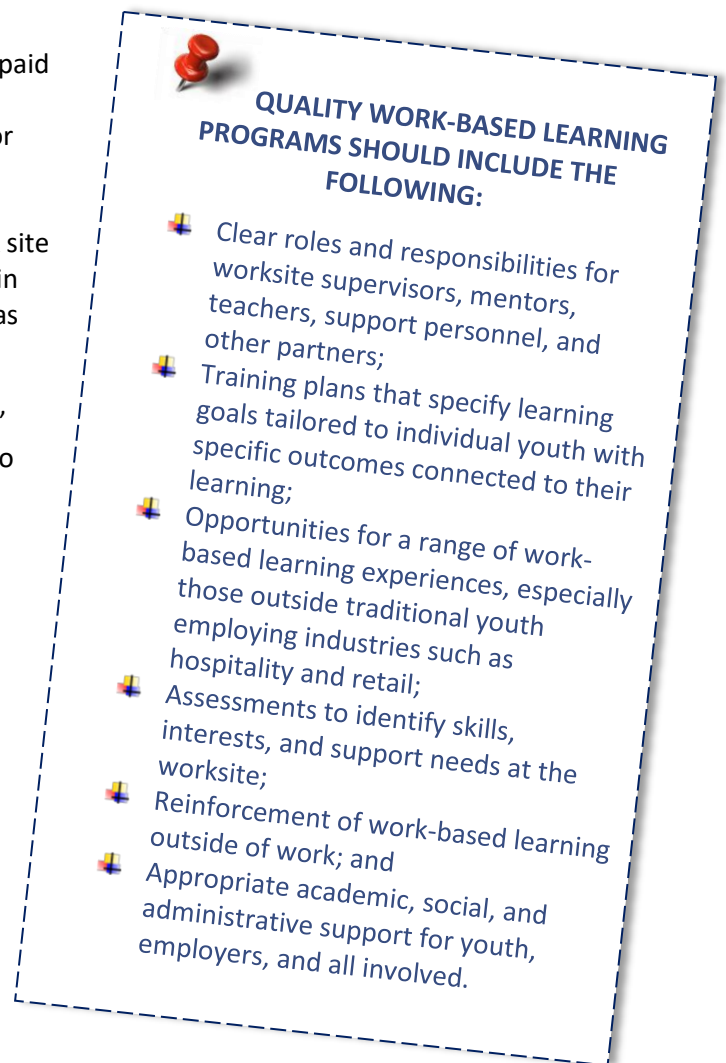 paid
or
site
in
as
,
o
QUALITY WORK-BASED LEARNING
PROGRAMS SHOULD INCLUDE THE
FOLLOWING:
Clear roles and responsibilities for
worksite supervisors, mentors,
teachers, support personnel, and
other partners;
Training plans that specify learning
goals tailored to individual youth with
specific outcomes connected to their
learning;
Opportunities for a range of work-
based learning experiences, especially
those outside traditional youth
employing industries such as
hospitality and retail;
Assessments to identify skills,
interests, and support needs at the
worksite;
Reinforcement of work-based learning
outside of work; and
Appropriate academic, social, and
administrative support for youth,
employers, and all involved.